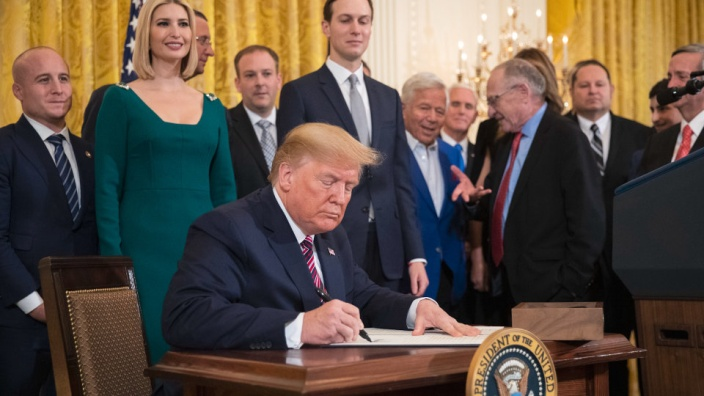 PRESIDENT OF THE UNITED